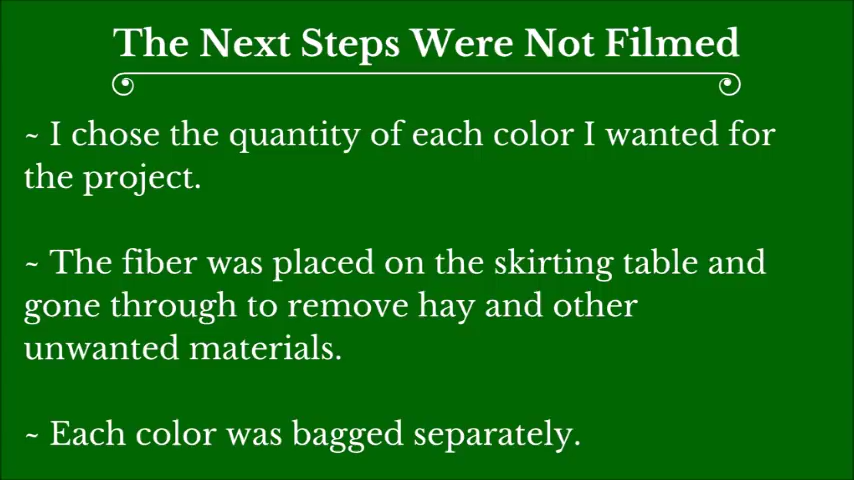 The Next Steps Were Not Filmed
~ I chose the quantity of each color I wanted for
the project.
~ The fiber was placed on the skirting table and
gone through to remove hay and other
unwanted materials.
~ Each color was bagged separately.